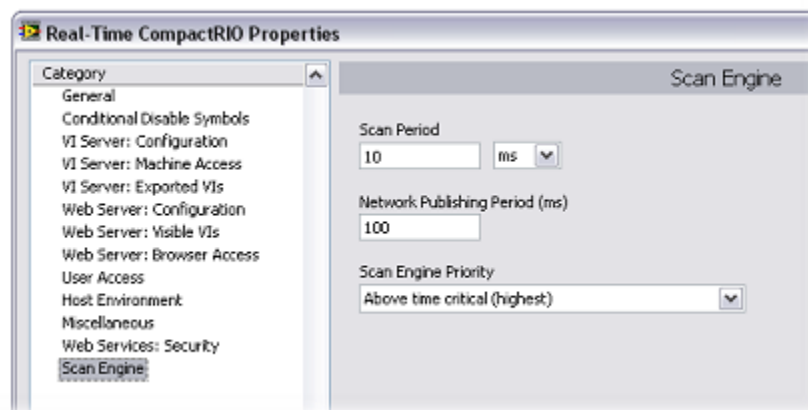 Real-Time CompactRIO Properties
Category
General
Conditional Disable Symbols
VI Server: Configuration
VI Server: Machine Access
VI Server: Exported VIs
Web Server: Configuration
Web Server: Visible VIs
Web Server: Browser Access
User Access
Host Environment
Miscellaneous
Web Services: Security
Scan Engine
Scan Engine
Scan Period
10 ms
Network Publishing Period (ms)
100
Scan Engine Priority
Above time critical (highest)